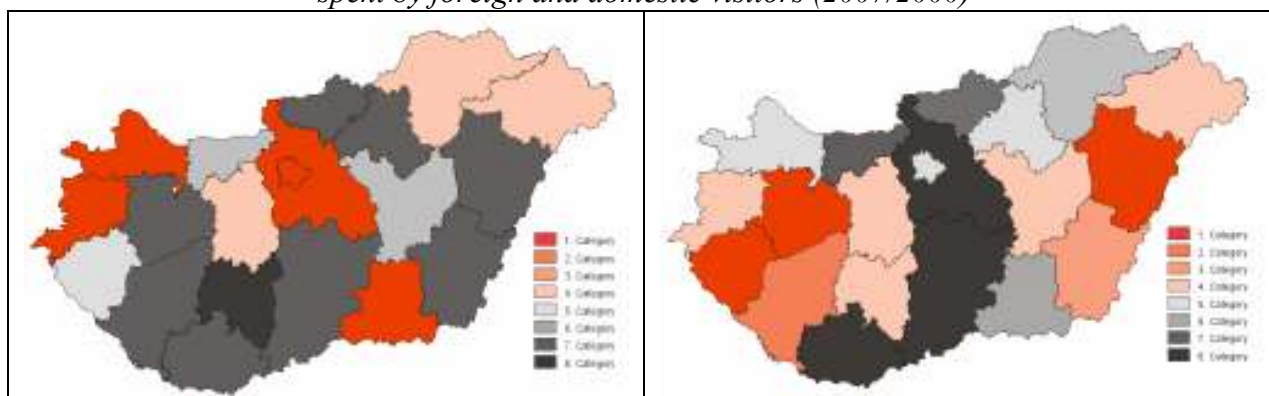 spent by foreign and domestic visitors (2007/2000)
1. Category
2. Category
3. Category
4. Category
5. Category
6. Category
7. Category
8. Category
1. Category
2. Category
3. Category
4. Category
5. Category
6. Category
7. Category
8. Category